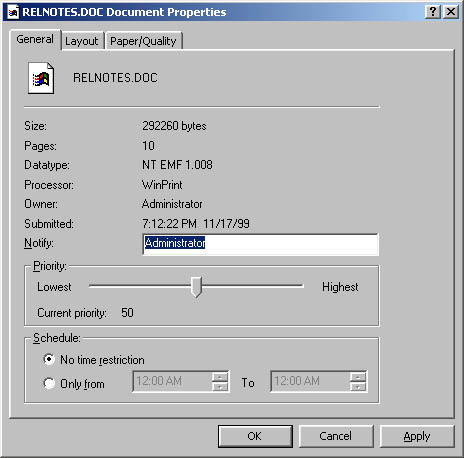 RELNOTES.DOC Document Properties
General Layout Paper/Quality
RELNOTES.DOC
Size: 292260 bytes
Pages: 10
Datatype: NT EMF 1.008
Processor: WinPrint
Owner: Administrator
Submitted: 7:12:22 PM 11/17/99
Notify: Administrator
Priority:
Lowest Highest
Current priority: 50
Schedule:
No time restriction
Only from 12:00 AM To 12:00 AM
OK Cancel Apply